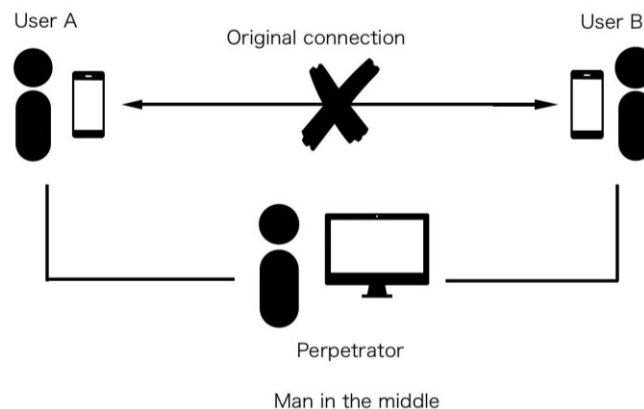 User A
User B
Original connection
Perpetrator
Man in the middle